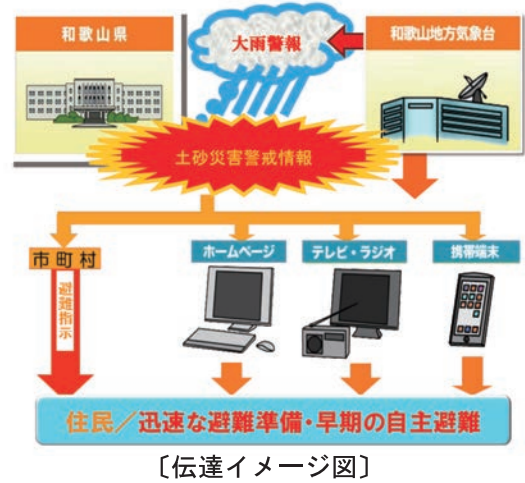 和歌山県
大雨警報
和歌山地方気象台
土砂災害警戒情報
市町村
ホームページ
テレビ・ラジオ
携帯端末
避難指示
住民／迅速な避難準備・早期の自主避難
〔伝達イメージ図〕